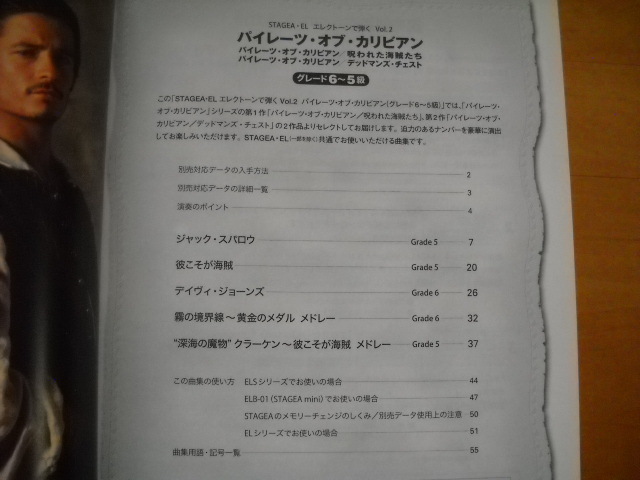 STAGEA・EL エレクトーンで弾く Vol.2
パイレーツ・オブ・カリビアン
パイレーツ・オブ・カリビアン/呪われた海賊たち
パイレーツ・オブ・カリビアン/デッドマンズ・チェスト
グレード6〜5級
この「STAGEA・EL エレクトーンで弾く Vol.2 パイレーツ・オブ・カリビアン(グレード6〜5級)」では、「パイレーツ・
オブ・カリビアン」シリーズの第1作「パイレーツ・オブ・カリビアン/呪われた海賊たち」、第2作「パイレーツ・オブ・
カリビアン/デッドマンズ・チェスト」の2作品よりセレクトしてお届けします。迫力のあるナンバーを豪華に演出
してお楽しみいただけます。STAGEA・EL(一部を除く)共通でお使いいただける曲集です。
別売対応データの入手方法 2
別売対応データの詳細一覧 3
演奏のポイント 4
ジャック・スパロウ Grade 5 7
彼こそが海賊 Grade 5 20
デイヴィ・ジョーンズ Grade 6 26
霧の境界線〜黄金のメダル メドレー Grade 6 32
"深海の魔物"クラーケン〜彼こそが海賊 メドレー Grade 5 37
この曲集の使い方 ELSシリーズでお使いの場合 44
ELB-01(STAGEA mini)でお使いの場合 47
STAGEAのメモリーチェンジのしくみ/別売データ使用上の注意 50
ELシリーズでお使いの場合 51
曲集用語・記号一覧 55